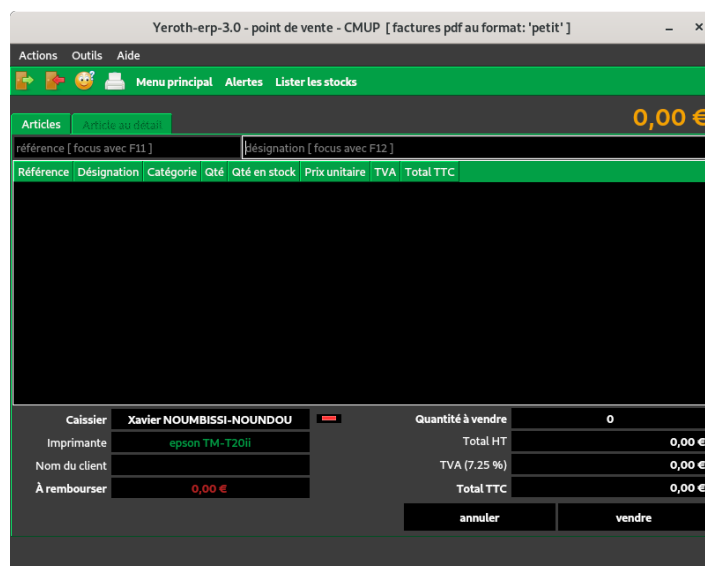 Yeroth-erp-3.0 - point de vente - CMUP [ factures pdf au format: 'petit' ]
Actions Outils Aide
Menu principal Alertes Lister les stocks
Articles Article au détail 0,00 €
référence [ focus avec F11 ] désignation [ focus avec F12 ]
Référence Désignation Catégorie Qté Qté en stock Prix unitaire TVA Total TTC
Caissier Xavier NOUMBISSI-NOUNDOU Quantité à vendre 0
Imprimante epson TM-T20ii Total HT 0,00 €
Nom du client TVA (7.25 %) 0,00 €
À rembourser 0,00 € Total TTC 0,00 €
annuler vendre